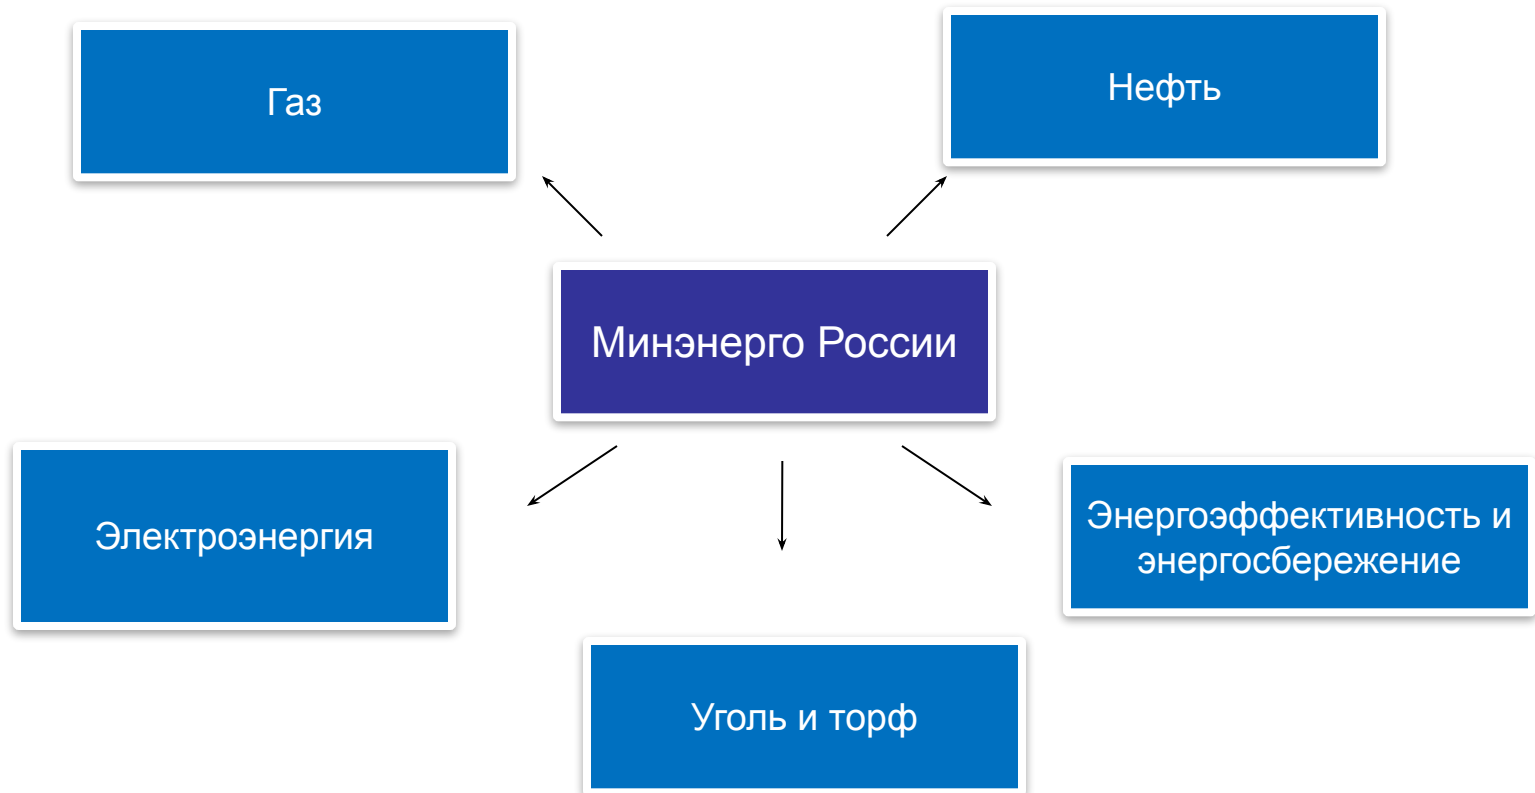 Газ
Нефть
Минэнерго России
Электроэнергия
Энергоэффективность и
энергосбережение
Уголь и торф